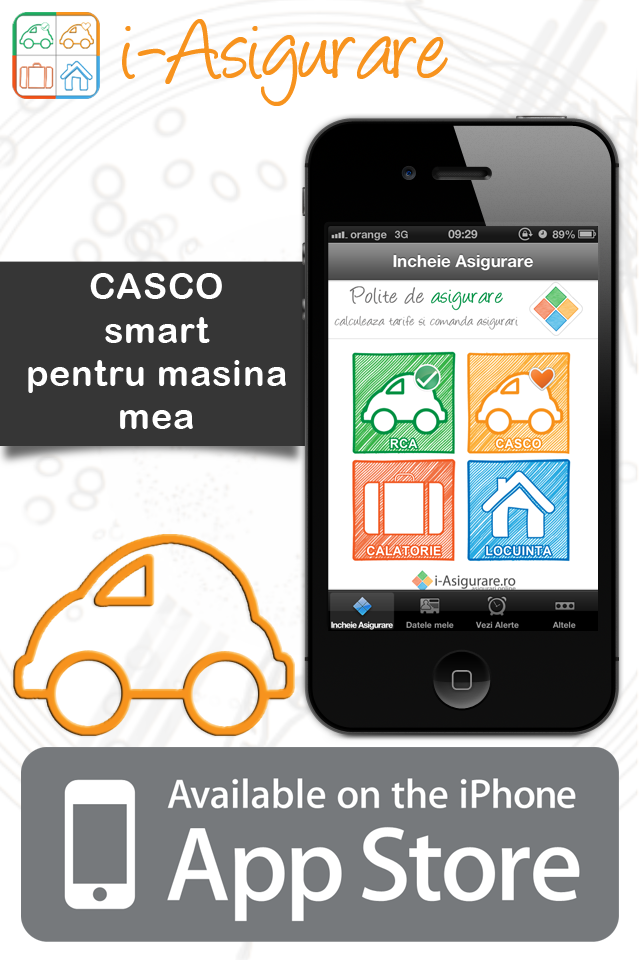 i-Asigurare
CASCO
smart
pentru masina
mea
orange 3G 09:29 89%
Incheie Asigurare
Polite de asigurare
calculeaza tarife si comanda asigurari
RCA
CASCO
CALATORIE
LOCUINTA
i-Asigurare.ro
asigurari online
Incheie Asigurare Datele mele Vezi Alerte Altele
Available on the iPhone
App Store